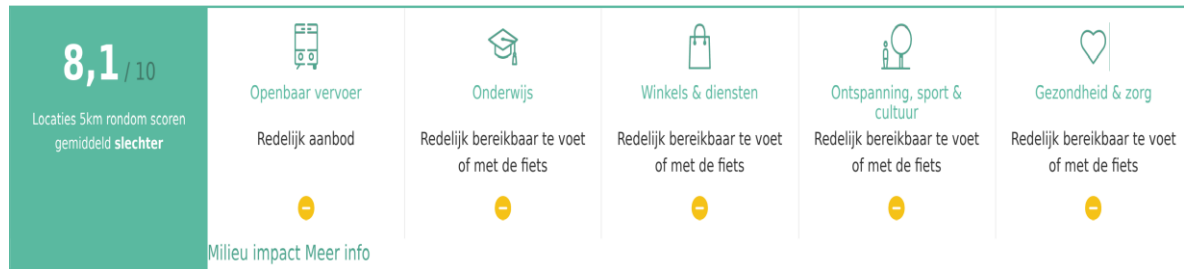 8,1 / 10
Locaties 5km rondom scoren
gemiddeld slechter
Openbaar vervoer
Redelijk aanbod
Onderwijs
Redelijk bereikbaar te voet
of met de fiets
Winkels & diensten
Redelijk bereikbaar te voet
of met de fiets
Ontspanning, sport &
cultuur
Redelijk bereikbaar te voet
of met de fiets
Gezondheid & zorg
Redelijk bereikbaar te voet
of met de fiets
Milieu impact Meer info